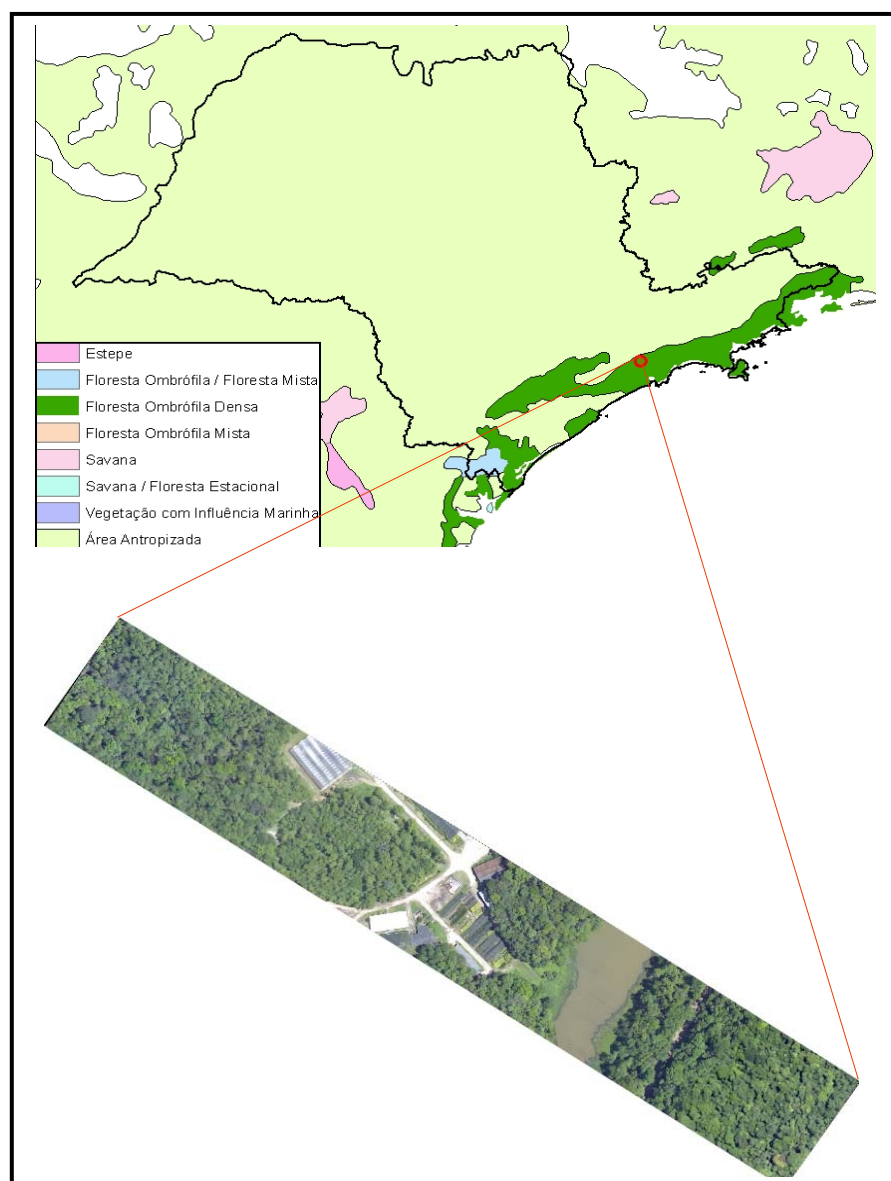 Estepe
Floresta Ombrófila / Floresta Mista
Floresta Ombrófila Densa
Floresta Ombrófila Mista
Savana
Savana / Floresta Estacional
Vegetação com Influência Marinha
Área Antropizada